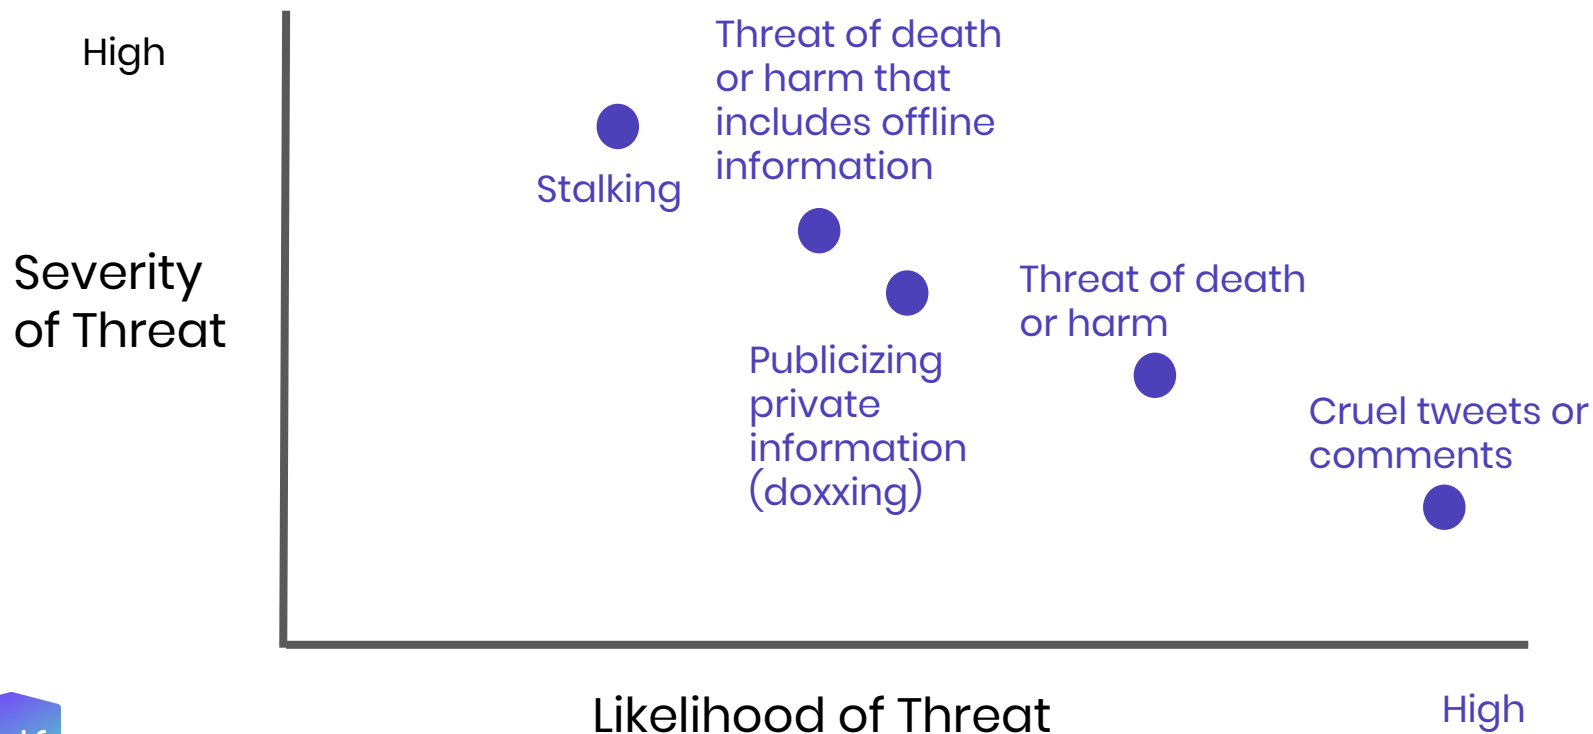 High
Threat of death
or harm that
includes offline
information
Stalking
Severity
of Threat
Threat of death
or harm
Publicizing
private
information
(doxxing)
Cruel tweets or
comments
Likelihood of Threat
High